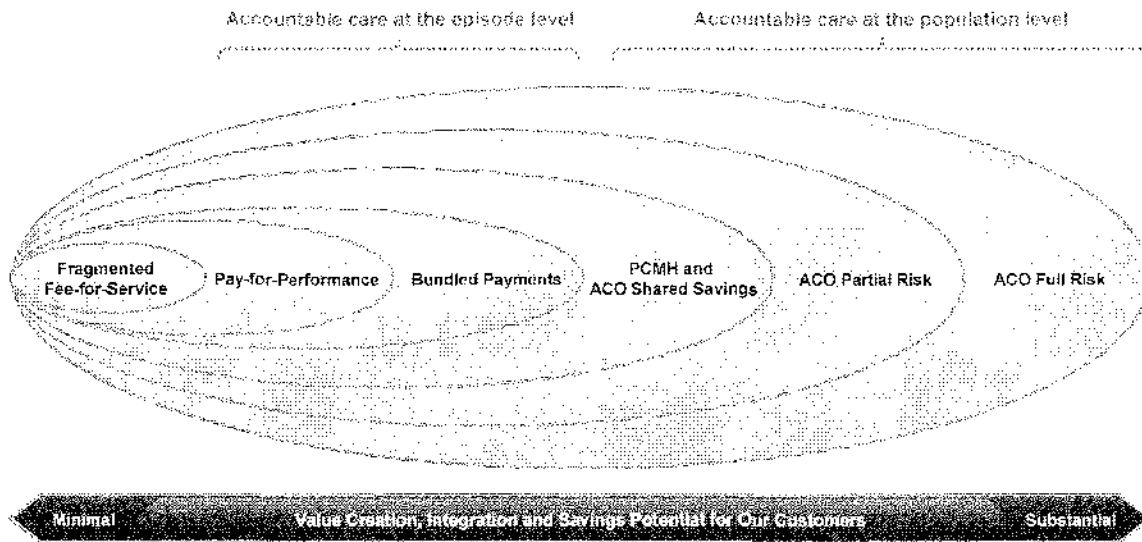 Accountable care at the episode level
Accountable care at the population level
Fragmented
Fee-for-Service
Pay-for-Performance
Bundled Payments
PCMH and
ACO Shared Savings
ACO Partial Risk
ACO Full Risk
Minimal
Value Creation, Integration and Savings Potential for Our Customers
Substantial